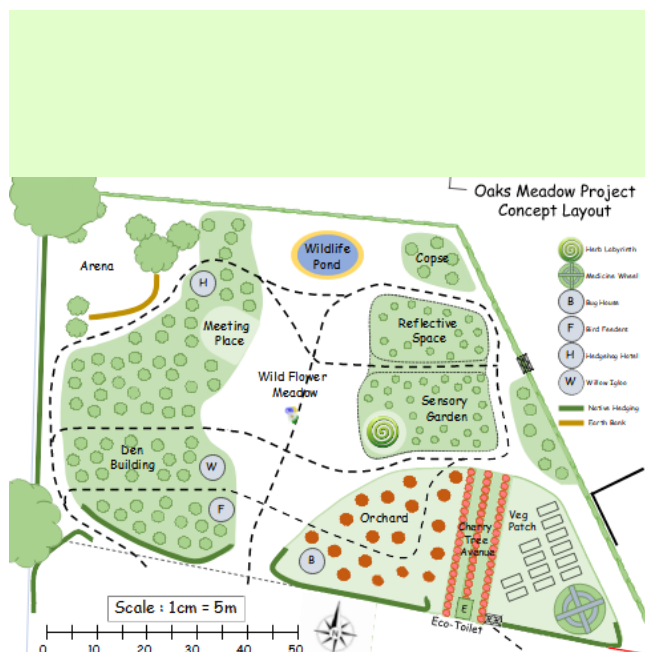 Oaks Meadow Project
Concept Layout
Herb Labyrinth
Medicine Wheel
B
Bug House
F
Bird Feeders
H
Hedgehog Hotel
W
Willow Igloo
Native Hedging
Earth Bank
Arena
H
Wildlife
Pond
Copse
Meeting
Place
Reflective
Space
Wild Flower
Meadow
Sensory
Garden
Den
Building
W
F
Orchard
Cherry
Tree
Avenue
Veg
Patch
B
E
Eco-Toilet
Scale : 1cm = 5m
N
0 10 20 30 40 50